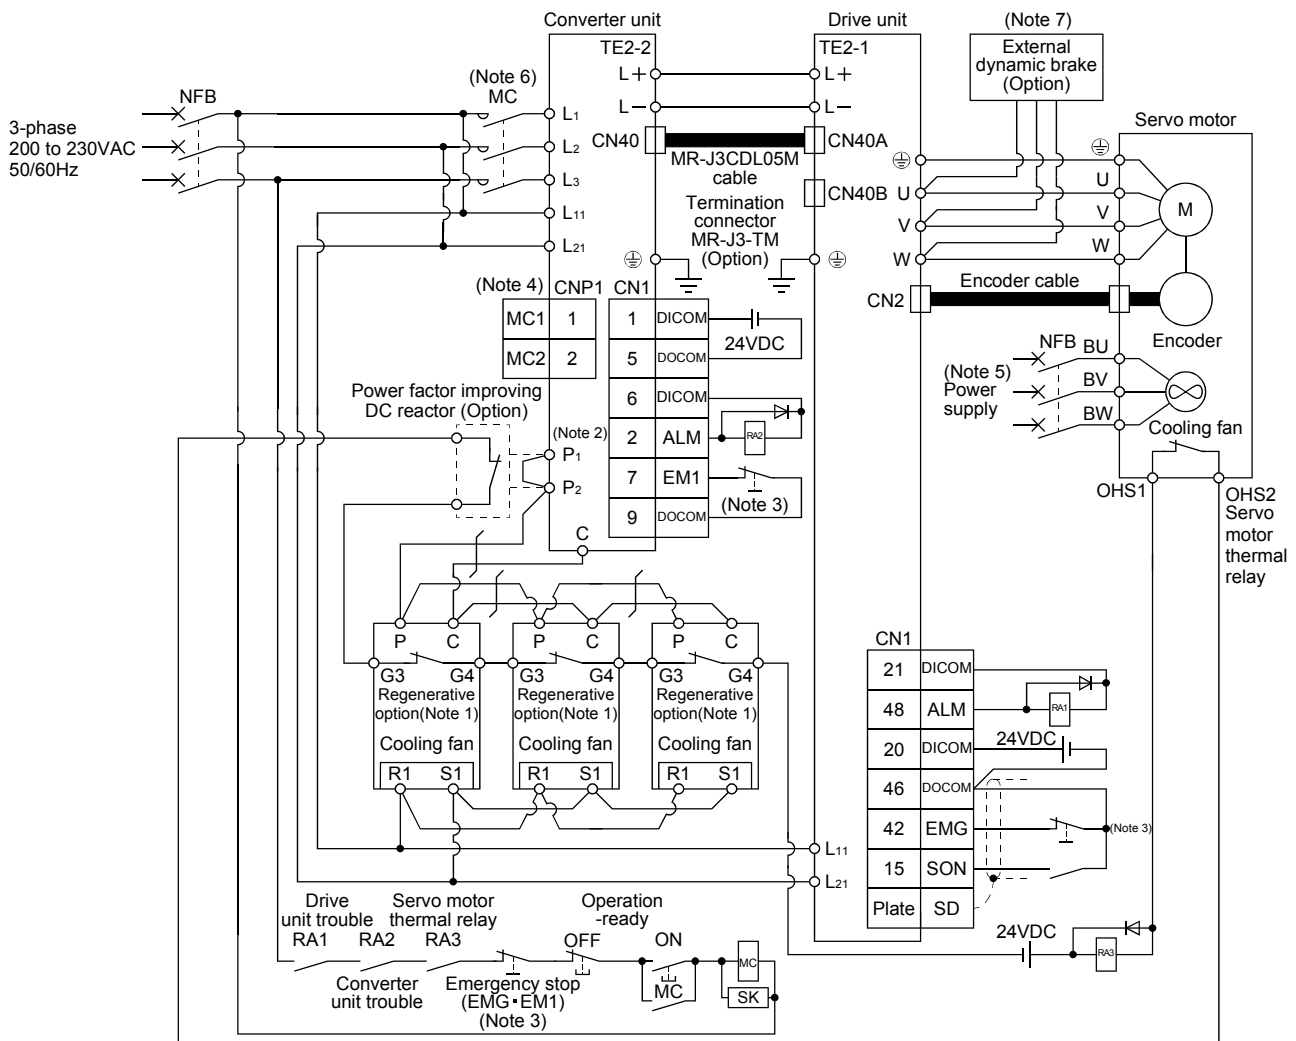 Converter unit
Drive unit
(Note 7)
External
dynamic brake
(Option)
TE2-2
TE2-1
L+
L+
L−
L−
NFB
(Note 6)
MC
3-phase
200 to 230VAC
50/60Hz
L1
L2
L3
L11
L21
CN40
CN40A
MR-J3CDL05M
cable
CN40B
Termination
connector
MR-J3-TM
(Option)
Servo motor
U
V
W
U
V
W
M
CN2
Encoder cable
Encoder
(Note 4)
CNP1
CN1
MC1
1
MC2
2
1
DICOM
5
DOCOM
24VDC
6
DICOM
2
ALM
RA2
7
EM1
(Note 3)
9
DOCOM
(Note 5)
Power
supply
NFB
BU
BV
BW
Cooling fan
OHS1
OHS2
Servo
motor
thermal
relay
Power factor improving
DC reactor (Option)
(Note 2)
P1
P2
C
P
C
P
C
P
C
G3
G4
G3
G4
G3
G4
Regenerative
option(Note 1)
Regenerative
option(Note 1)
Regenerative
option(Note 1)
Cooling fan
Cooling fan
Cooling fan
R1
S1
R1
S1
R1
S1
CN1
21
DICOM
48
ALM
RA1
20
DICOM
24VDC
46
DOCOM
42
EMG
(Note 3)
15
SON
Plate
SD
L11
L21
Drive
unit trouble
RA1
RA2
Converter
unit trouble
Servo motor
thermal relay
RA3
Emergency stop
(EMG・EM1)
(Note 3)
Operation
-ready
OFF
ON
MC
MC
SK
24VDC
RA3